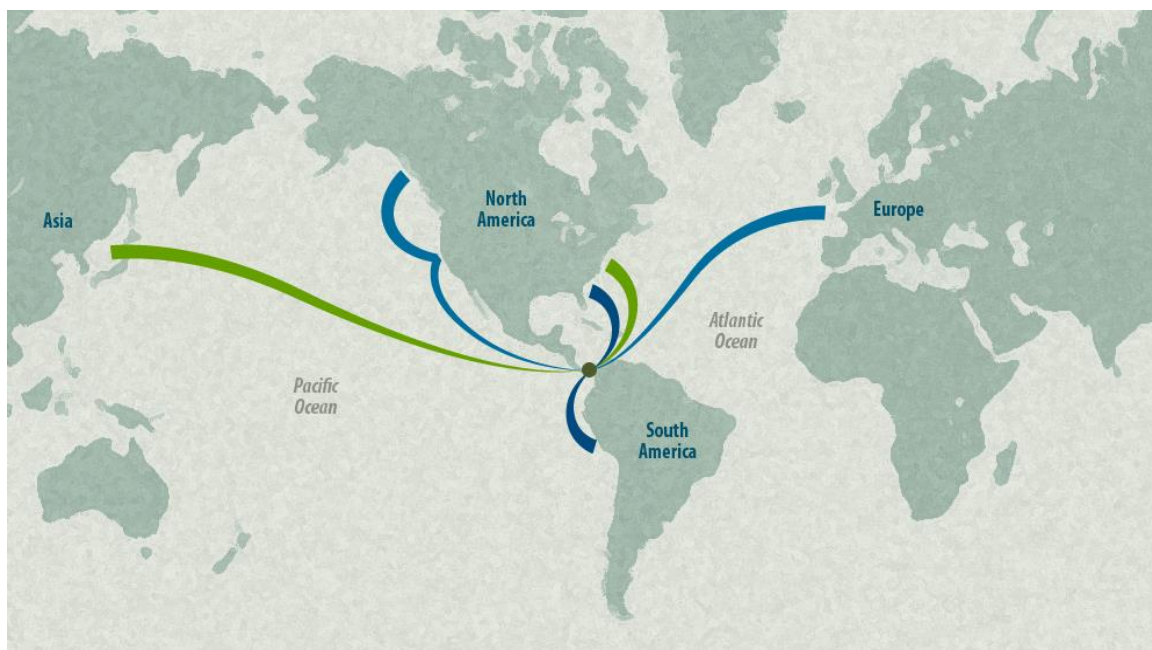 Asia
North
America
Europe
Atlantic
Ocean
Pacific
Ocean
South
America